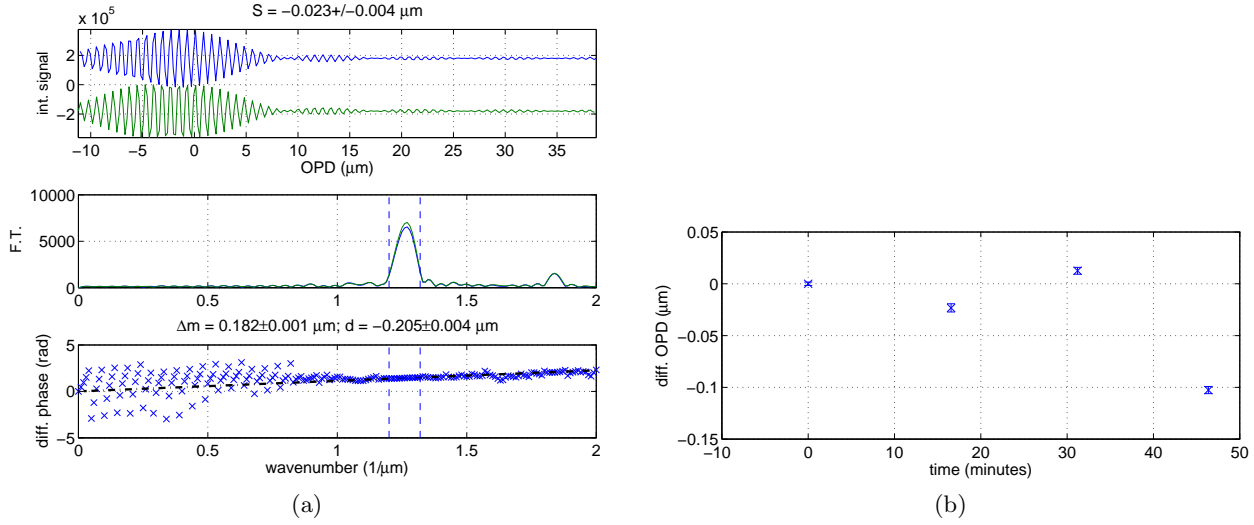 S = −0.023+/−0.004 μm
x 10⁵
2
0
−2
int. signal
−10 −5 0 5 10 15 20 25 30 35
OPD (μm)
10000
5000
0
F.T.
0 0.5 1 1.5 2
Δm = 0.182±0.001 μm; d = −0.205±0.004 μm
5
0
−5
diff. phase (rad)
0 0.5 1 1.5 2
wavenumber (1/μm)
(a)
0.05
0
−0.05
−0.1
−0.15
diff. OPD (μm)
−10 0 10 20 30 40 50
time (minutes)
(b)